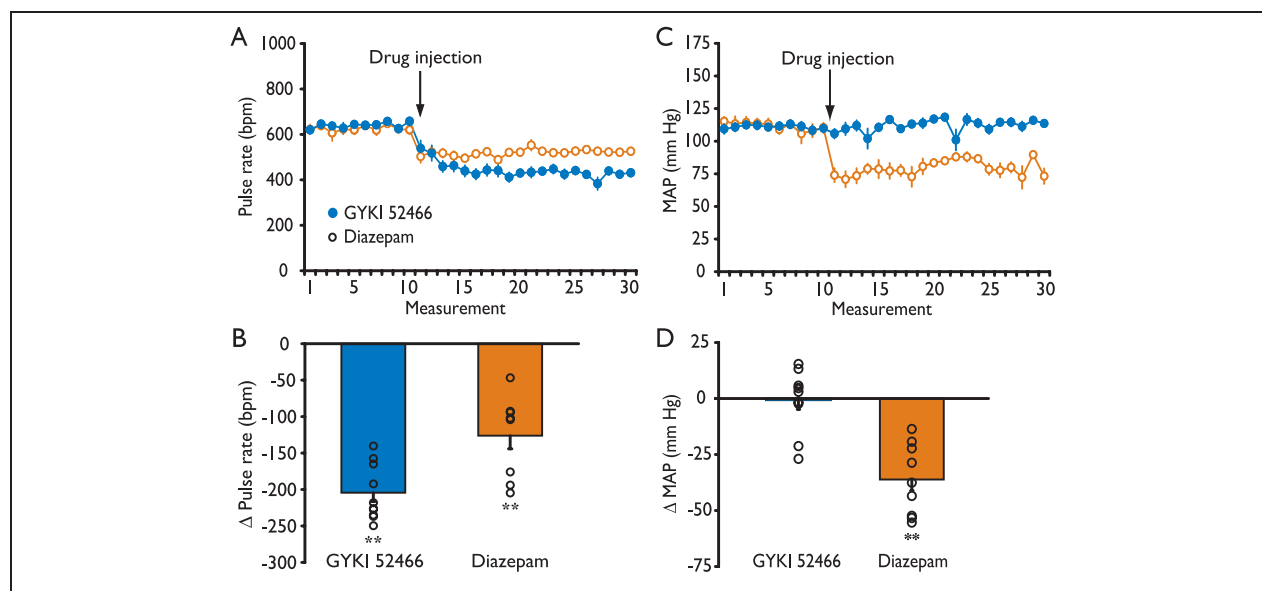 A
1000
800
600
400
200
0
Pulse rate (bpm)
Drug injection
GYKI 52466
Diazepam
1 5 10 15 20 25 30
Measurement
C
175
150
125
100
75
50
25
0
MAP (mm Hg)
Drug injection
1 5 10 15 20 25 30
Measurement
B
0
-50
-100
-150
-200
-250
-300
Δ Pulse rate (bpm)
**
**
GYKI 52466 Diazepam
D
25
0
-25
-50
-75
Δ MAP (mm Hg)
**
GYKI 52466 Diazepam